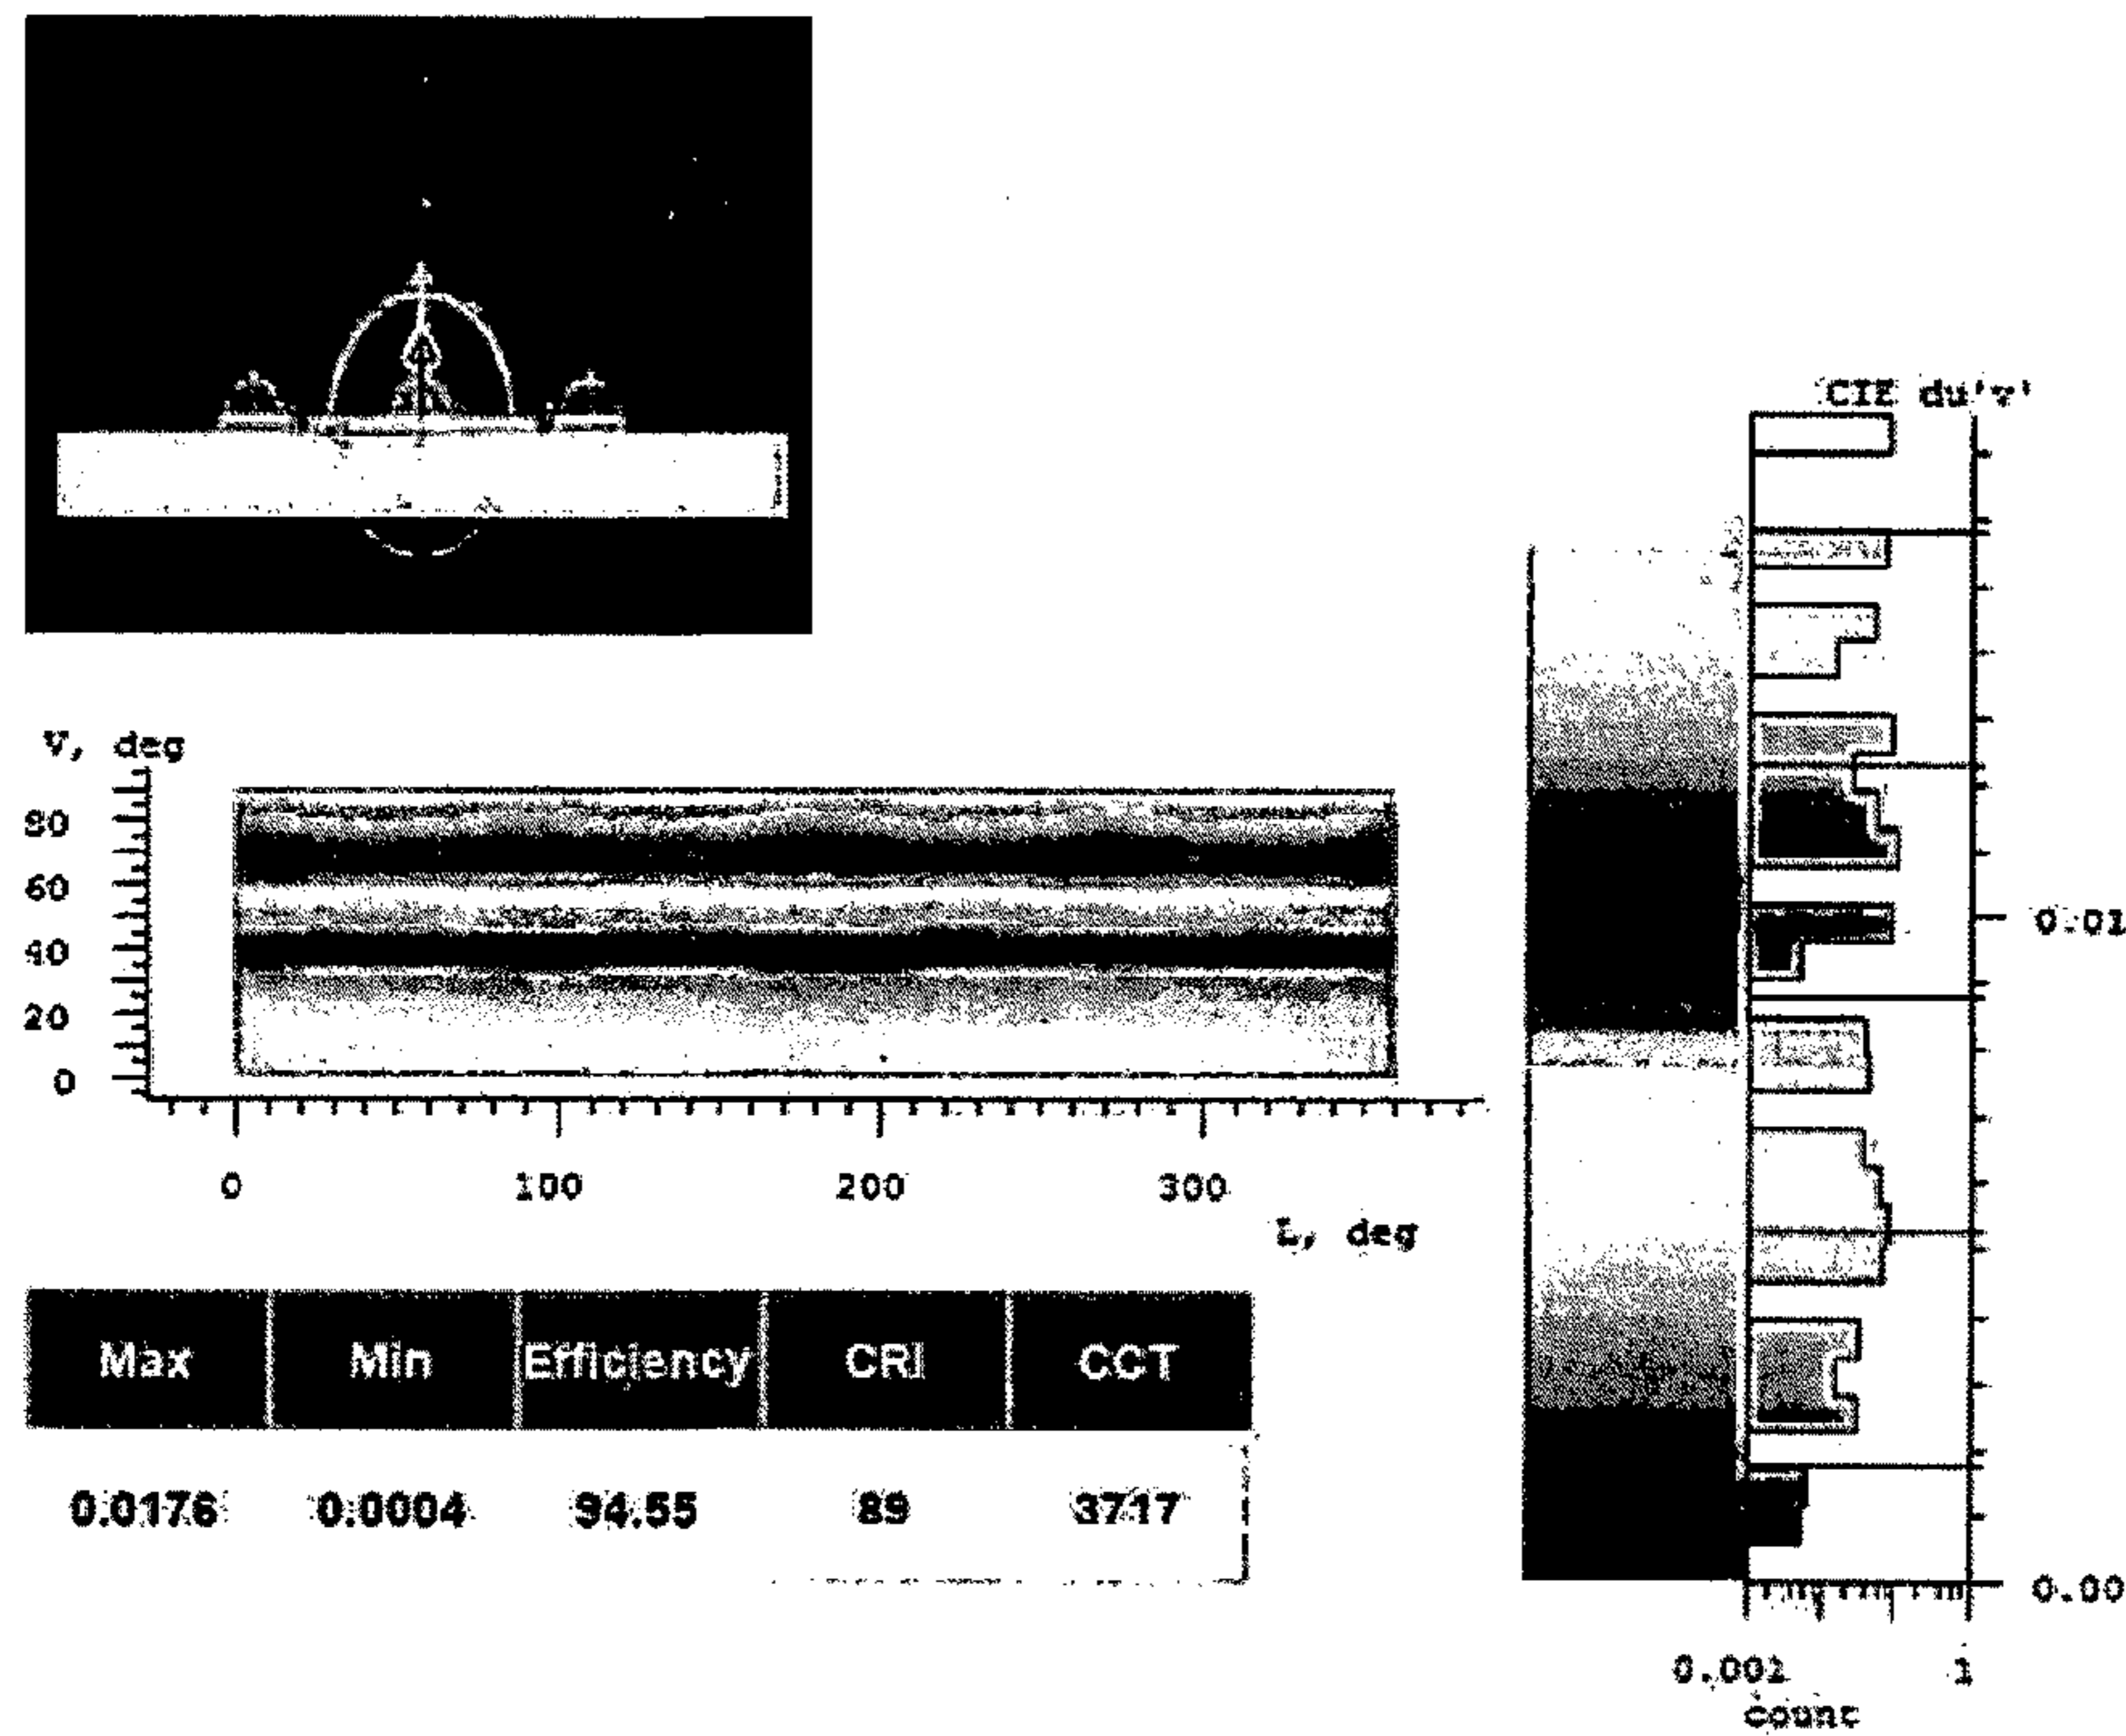 CIE du'v'
V, deg
80
60
40
20
0
0 100 200 300
L, deg
0.01
0.00
0.001 1
count
Max Min Efficiency CRI CCT
0.0176 0.0004 94.55 89 3717